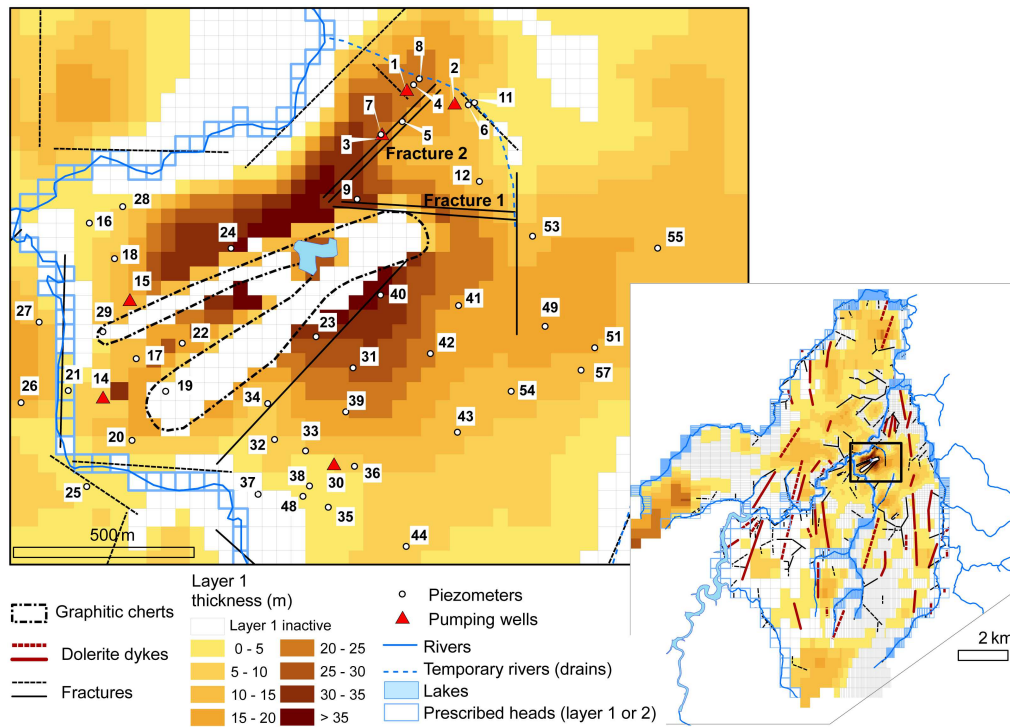 8
1
2
7
11
4
5
6
3
Fracture 2
12
9
Fracture 1
28
16
24
53
55
18
15
40
41
27
29
49
23
22
51
17
42
31
57
14
21
19
26
54
34
39
20
43
33
32
36
38
30
37
25
48
35
44
500 m
2 km
Graphitic cherts
Dolerite dykes
Fractures
Layer 1
thickness (m)
Layer 1 inactive
0 - 5
5 - 10
10 - 15
15 - 20
20 - 25
25 - 30
30 - 35
> 35
Piezometers
Pumping wells
Rivers
Temporary rivers (drains)
Lakes
Prescribed heads (layer 1 or 2)